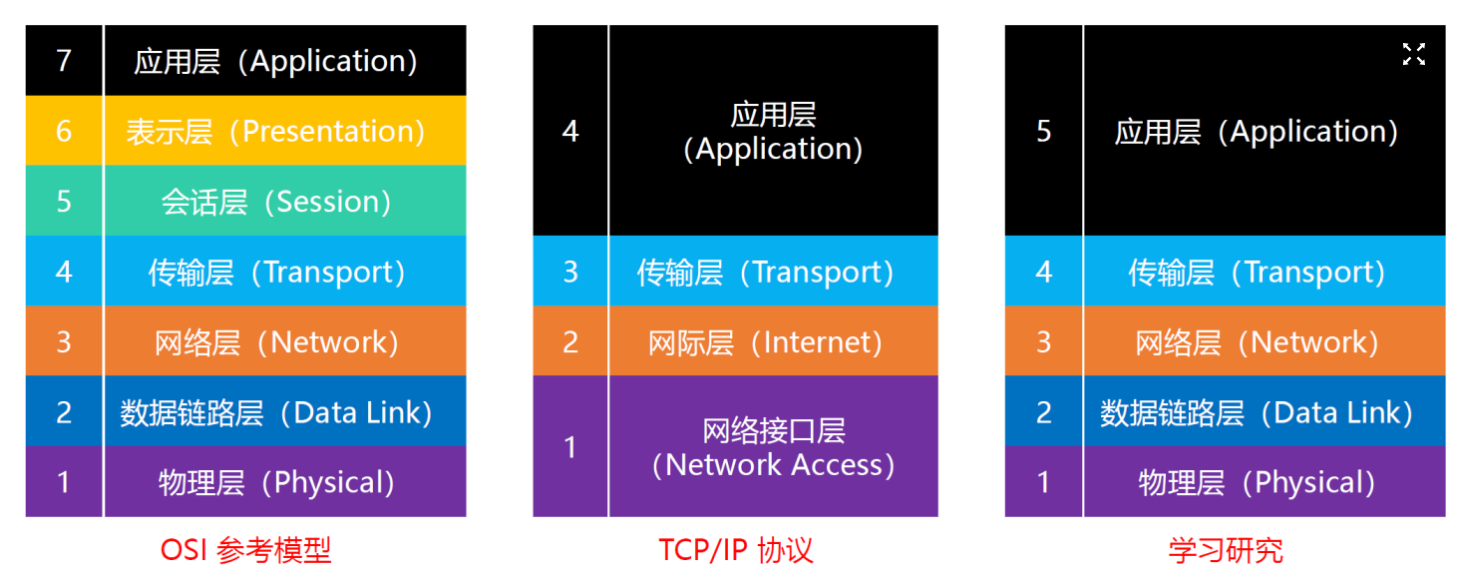 7 应用层（Application）
6 表示层（Presentation）
5 会话层（Session）
4 传输层（Transport）
3 网络层（Network）
2 数据链路层（Data Link）
1 物理层（Physical）
OSI 参考模型
4 应用层
（Application）
3 传输层（Transport）
2 网际层（Internet）
1 网络接口层
（Network Access）
TCP/IP 协议
5 应用层（Application）
4 传输层（Transport）
3 网络层（Network）
2 数据链路层（Data Link）
1 物理层（Physical）
学习研究